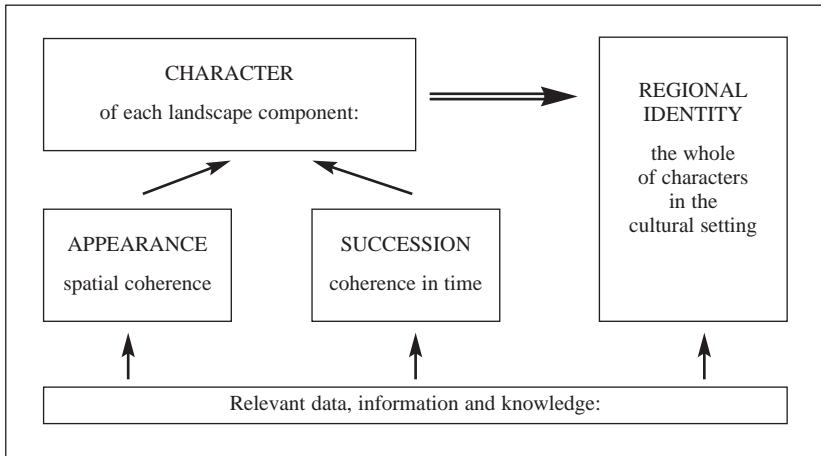 CHARACTER
of each landscape component:
REGIONAL
IDENTITY
the whole
of characters
in the
cultural setting
APPEARANCE
spatial coherence
SUCCESSION
coherence in time
Relevant data, information and knowledge: